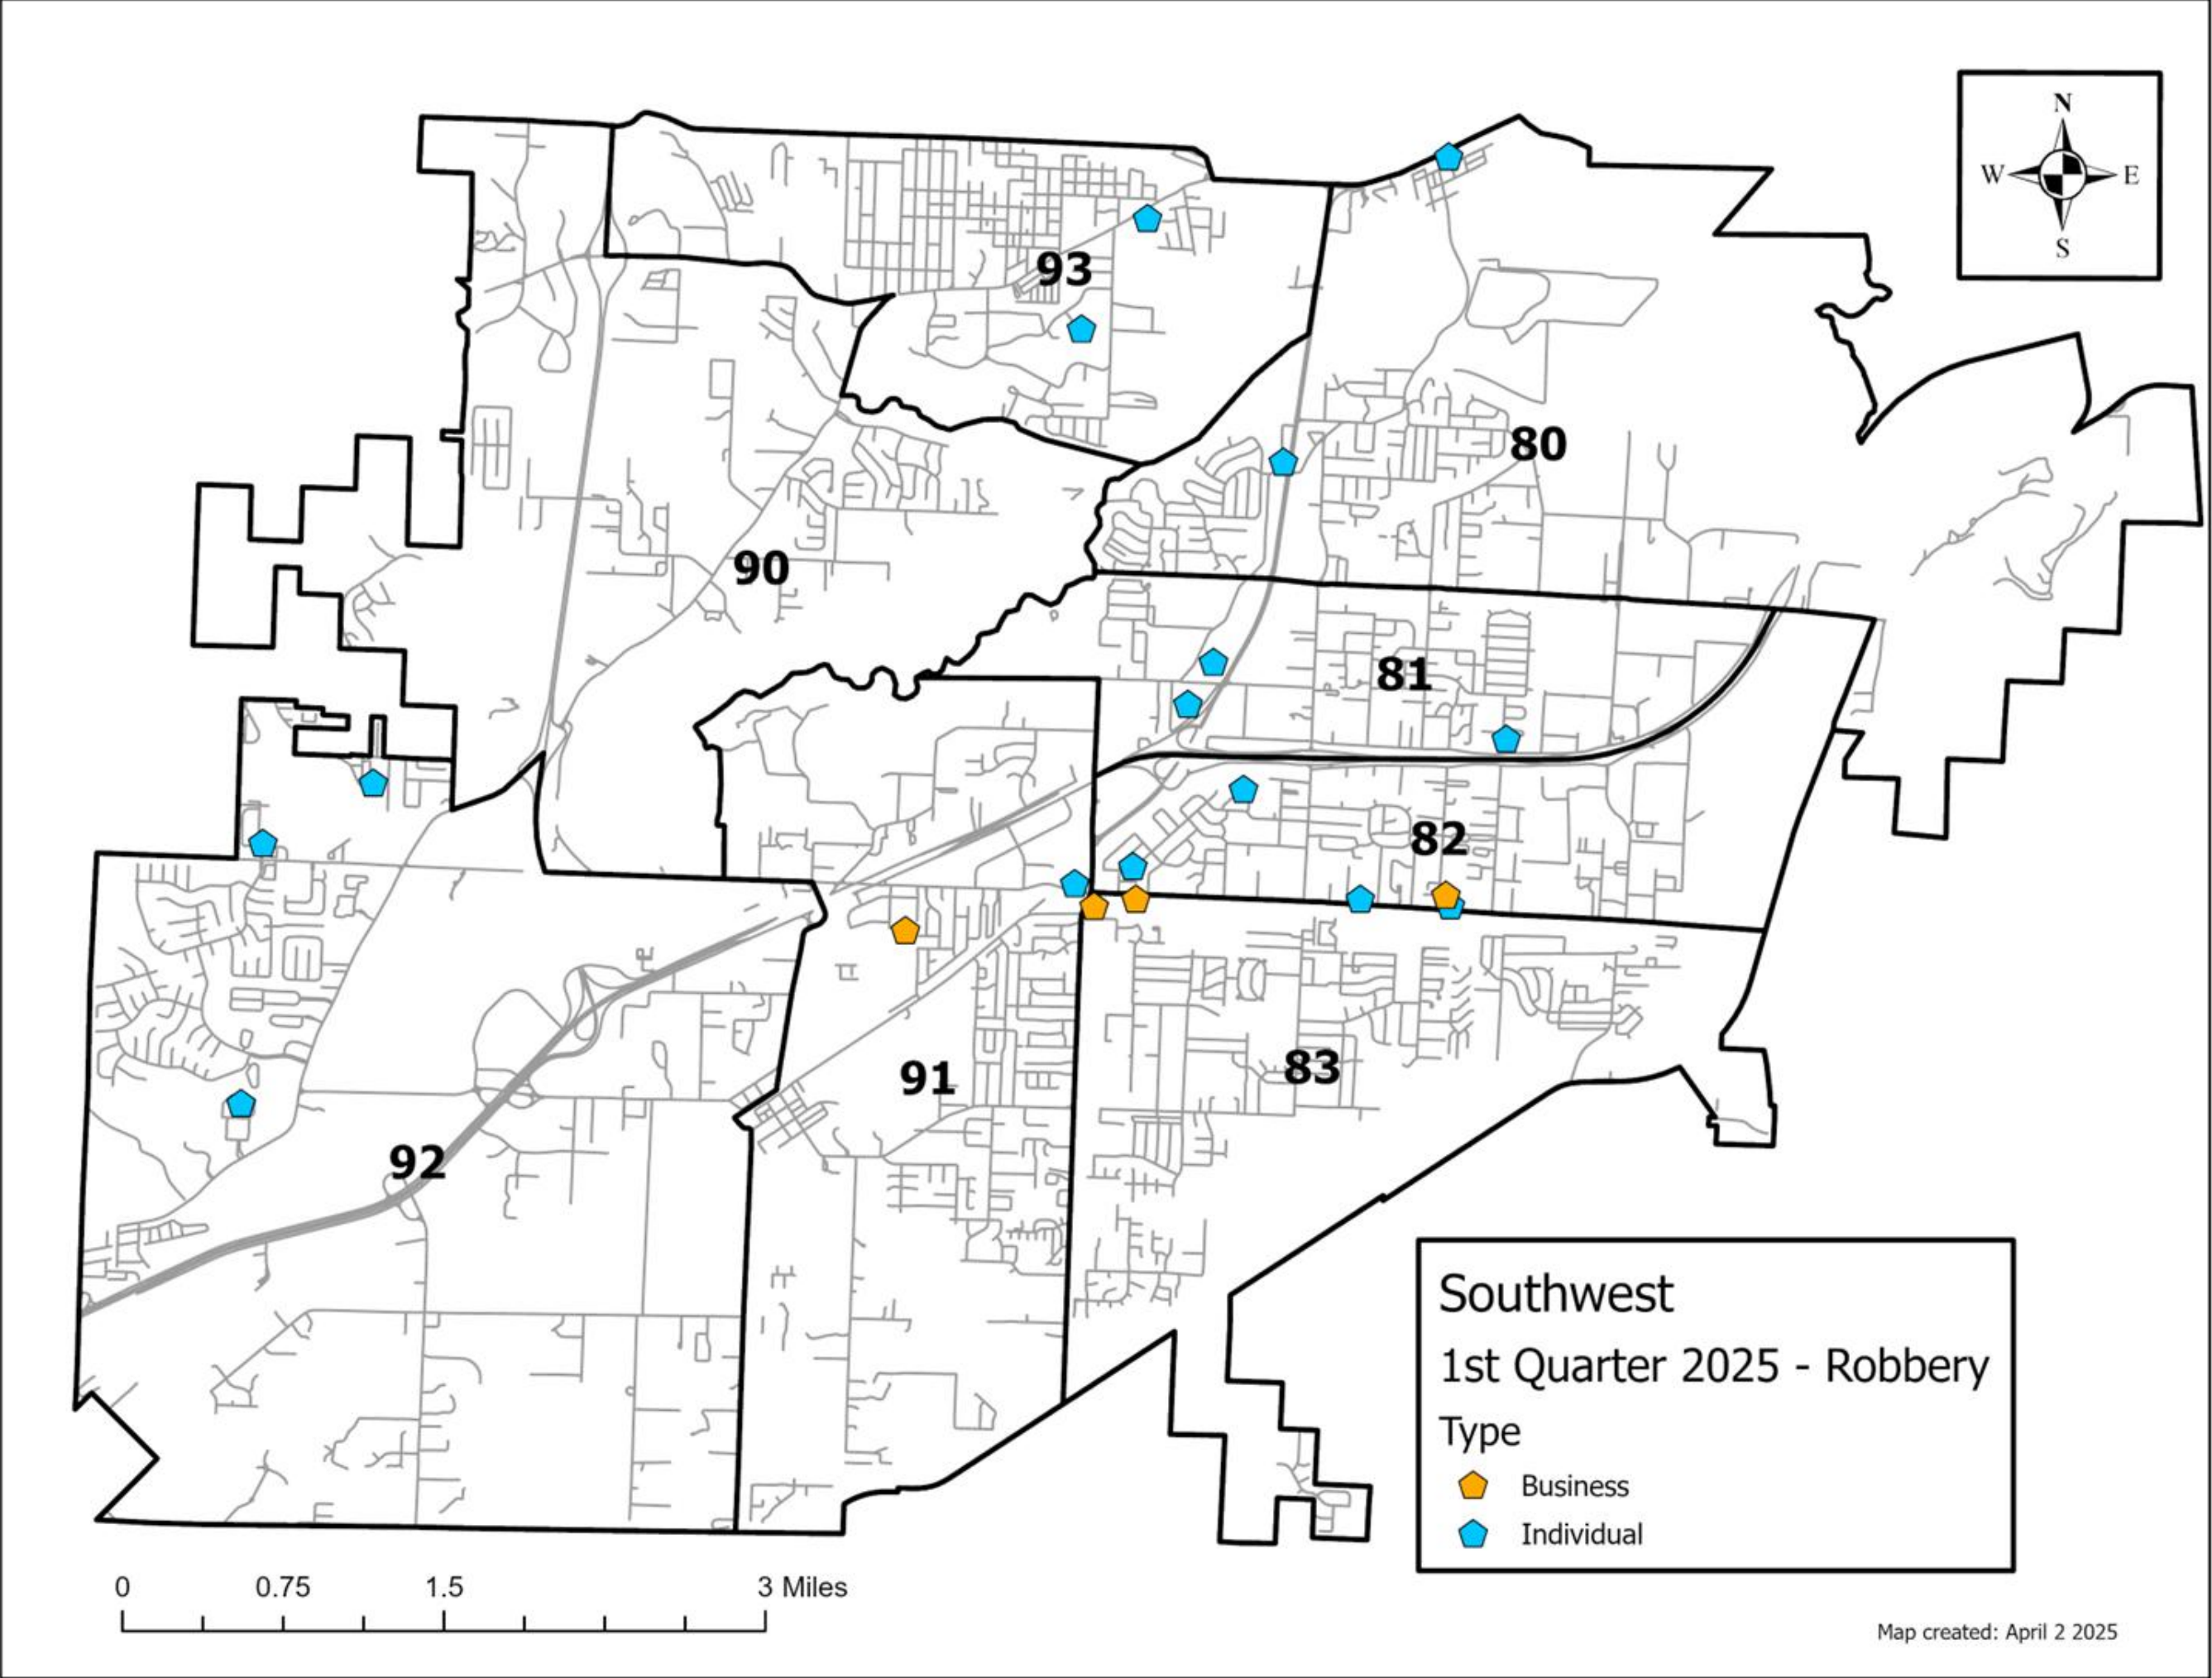 N
W E
S
93
80
90
81
82
91
83
92
Southwest
1st Quarter 2025 - Robbery
Type
Business
Individual
0 0.75 1.5 3 Miles
Map created: April 2 2025